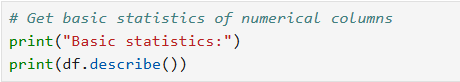 # Get basic statistics of numerical columns
print("Basic statistics:")
print(df.describe())